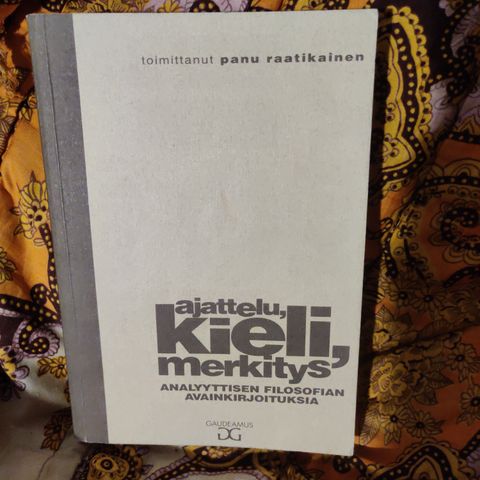 toimittanut panu raatikainen
ajattelu,
kieli,
merkitys
ANALYYTTISEN FILOSOFIAN
AVAINKIRJOITUKSIA
GAUDEAMUS